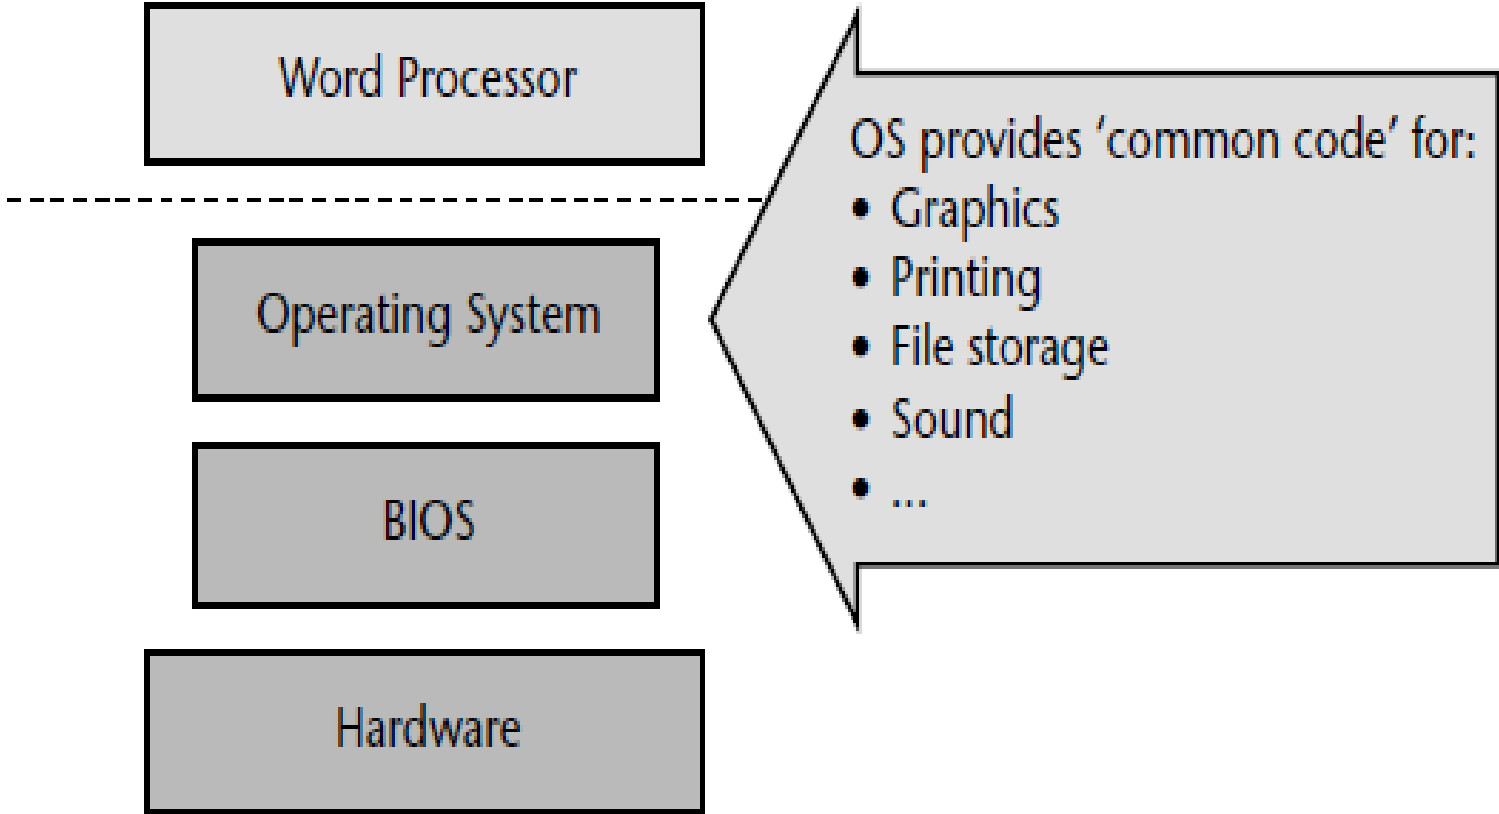 Word Processor
Operating System
BIOS
Hardware
OS provides ‘common code’ for:
• Graphics
• Printing
• File storage
• Sound
• ...